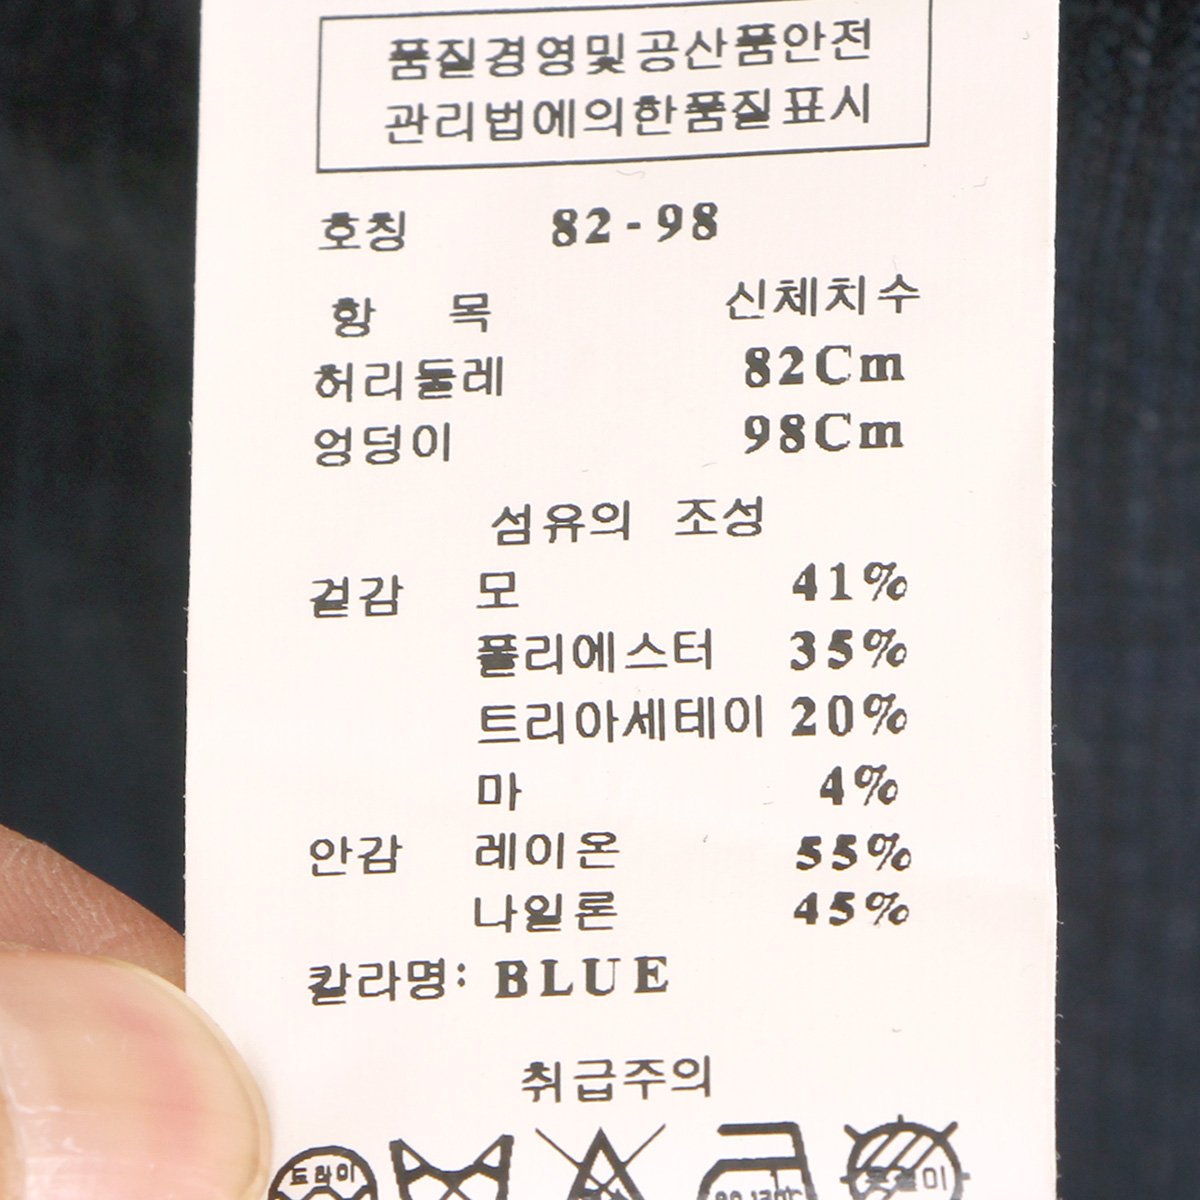 품질경영및공산품안전
관리법에의한품질표시
호칭 82-98
항 목 신체치수
허리둘레 82Cm
엉덩이 98Cm
섬유의 조성
겉감 모 41%
폴리에스터 35%
트리아세테이 20%
마 4%
안감 레이온 55%
나일론 45%
칼라명: BLUE
취급주의
드라이